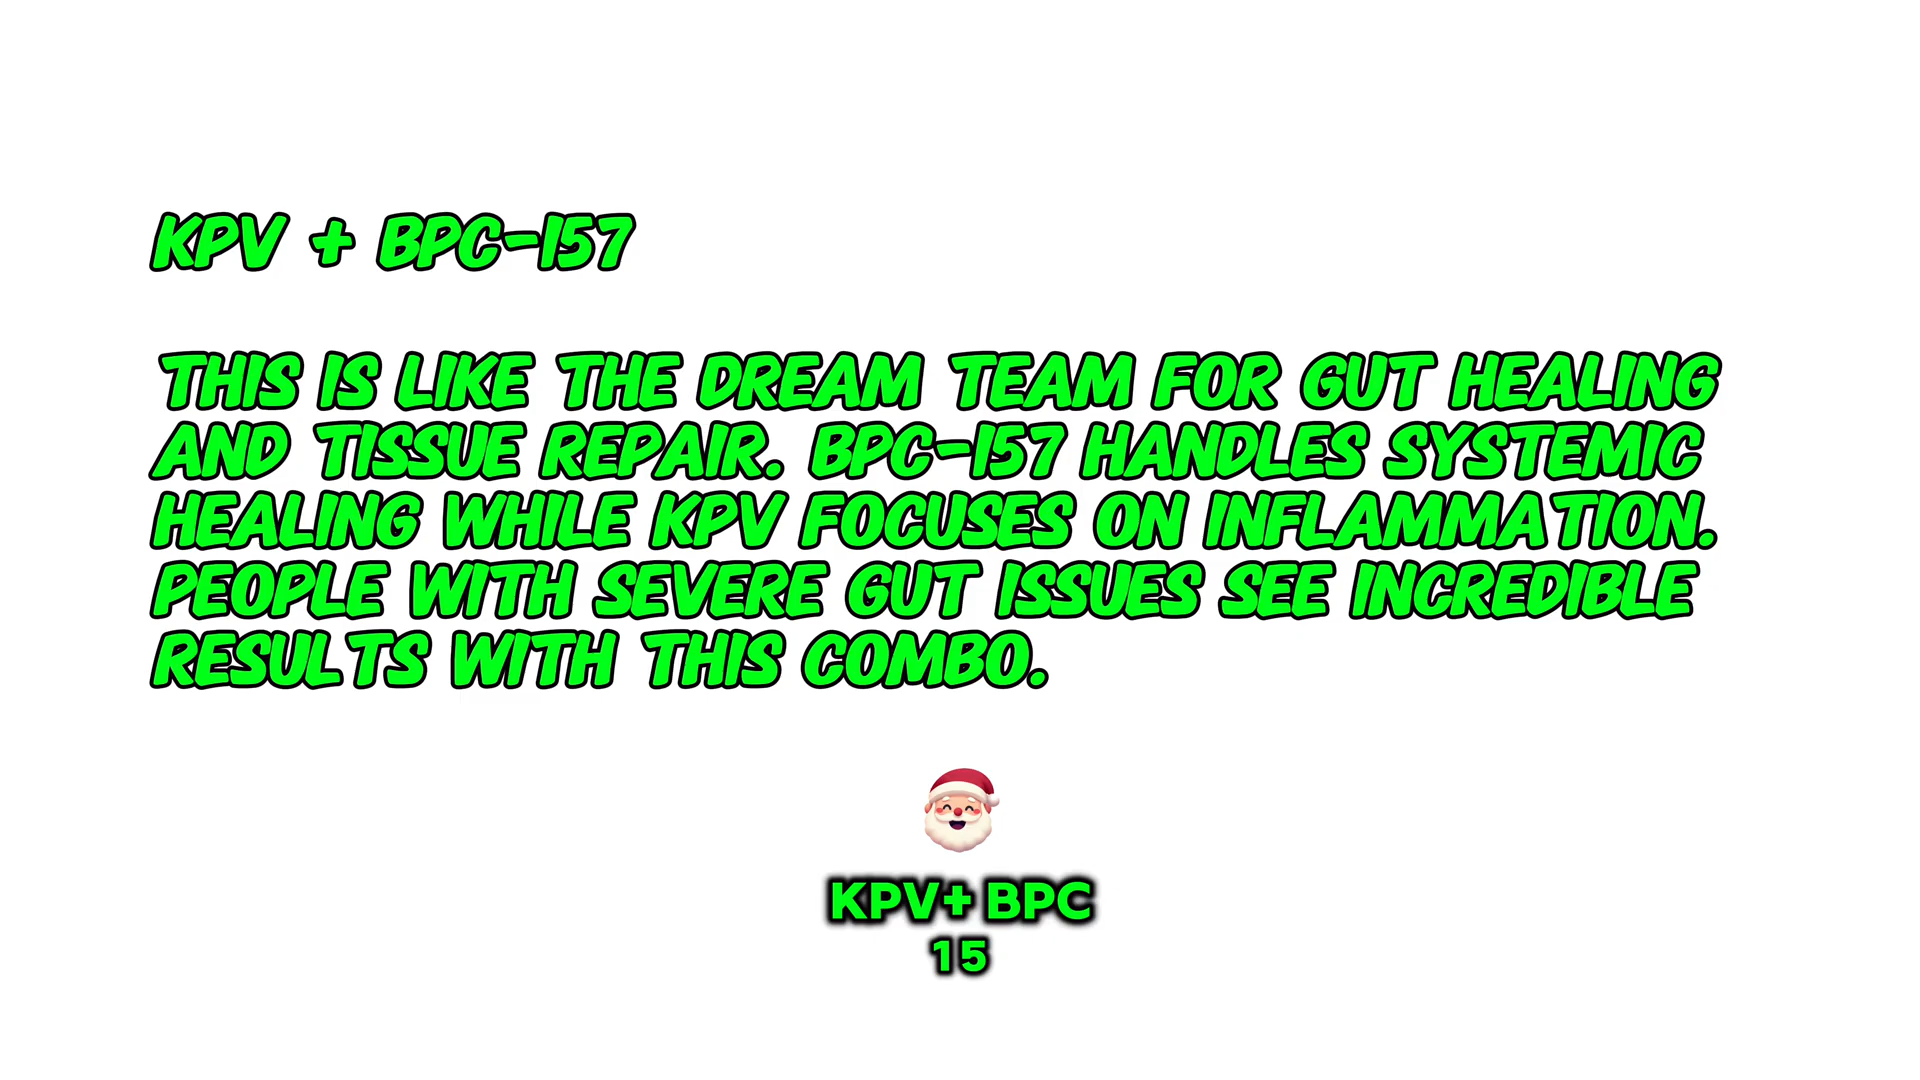 KPV + BPC-157
THIS IS LIKE THE DREAM TEAM FOR GUT HEALING
AND TISSUE REPAIR. BPC-157 HANDLES SYSTEMIC
HEALING WHILE KPV FOCUSES ON INFLAMMATION.
PEOPLE WITH SEVERE GUT ISSUES SEE INCREDIBLE
RESULTS WITH THIS COMBO.
KPV+ BPC
15